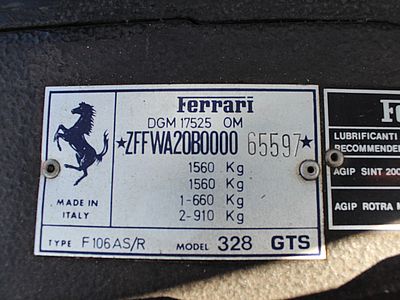 Ferrari
DGM 17525 OM
*ZFFWA20B0000 65597*
1560 Kg
1560 Kg
1-660 Kg
2-910 Kg
MADE IN
ITALY
TYPE F106AS/R MODEL 328 GTS
LUBRIFICANTI
AGIP SINT 200
AGIP ROTRA